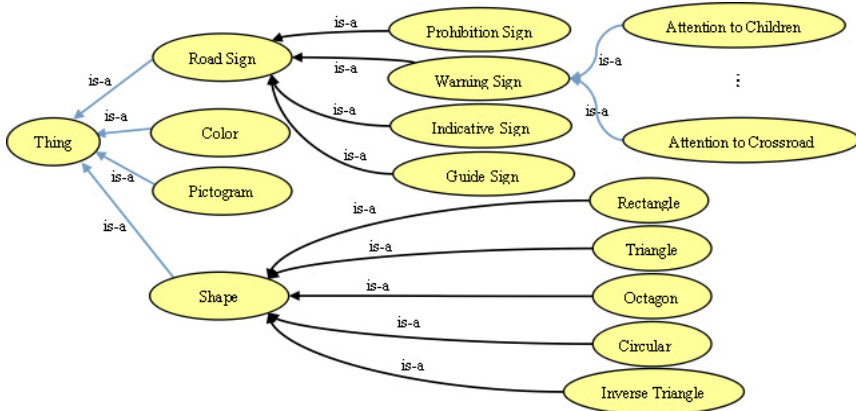 is-a
Prohibition Sign
Attention to Children
Road Sign
is-a
Warning Sign
is-a
is-a
is-a
is-a
⋮
Thing
is-a
Color
Indicative Sign
is-a
Attention to Crossroad
is-a
Pictogram
is-a
Guide Sign
is-a
is-a
Rectangle
is-a
Triangle
Shape
is-a
Octagon
is-a
Circular
is-a
Inverse Triangle